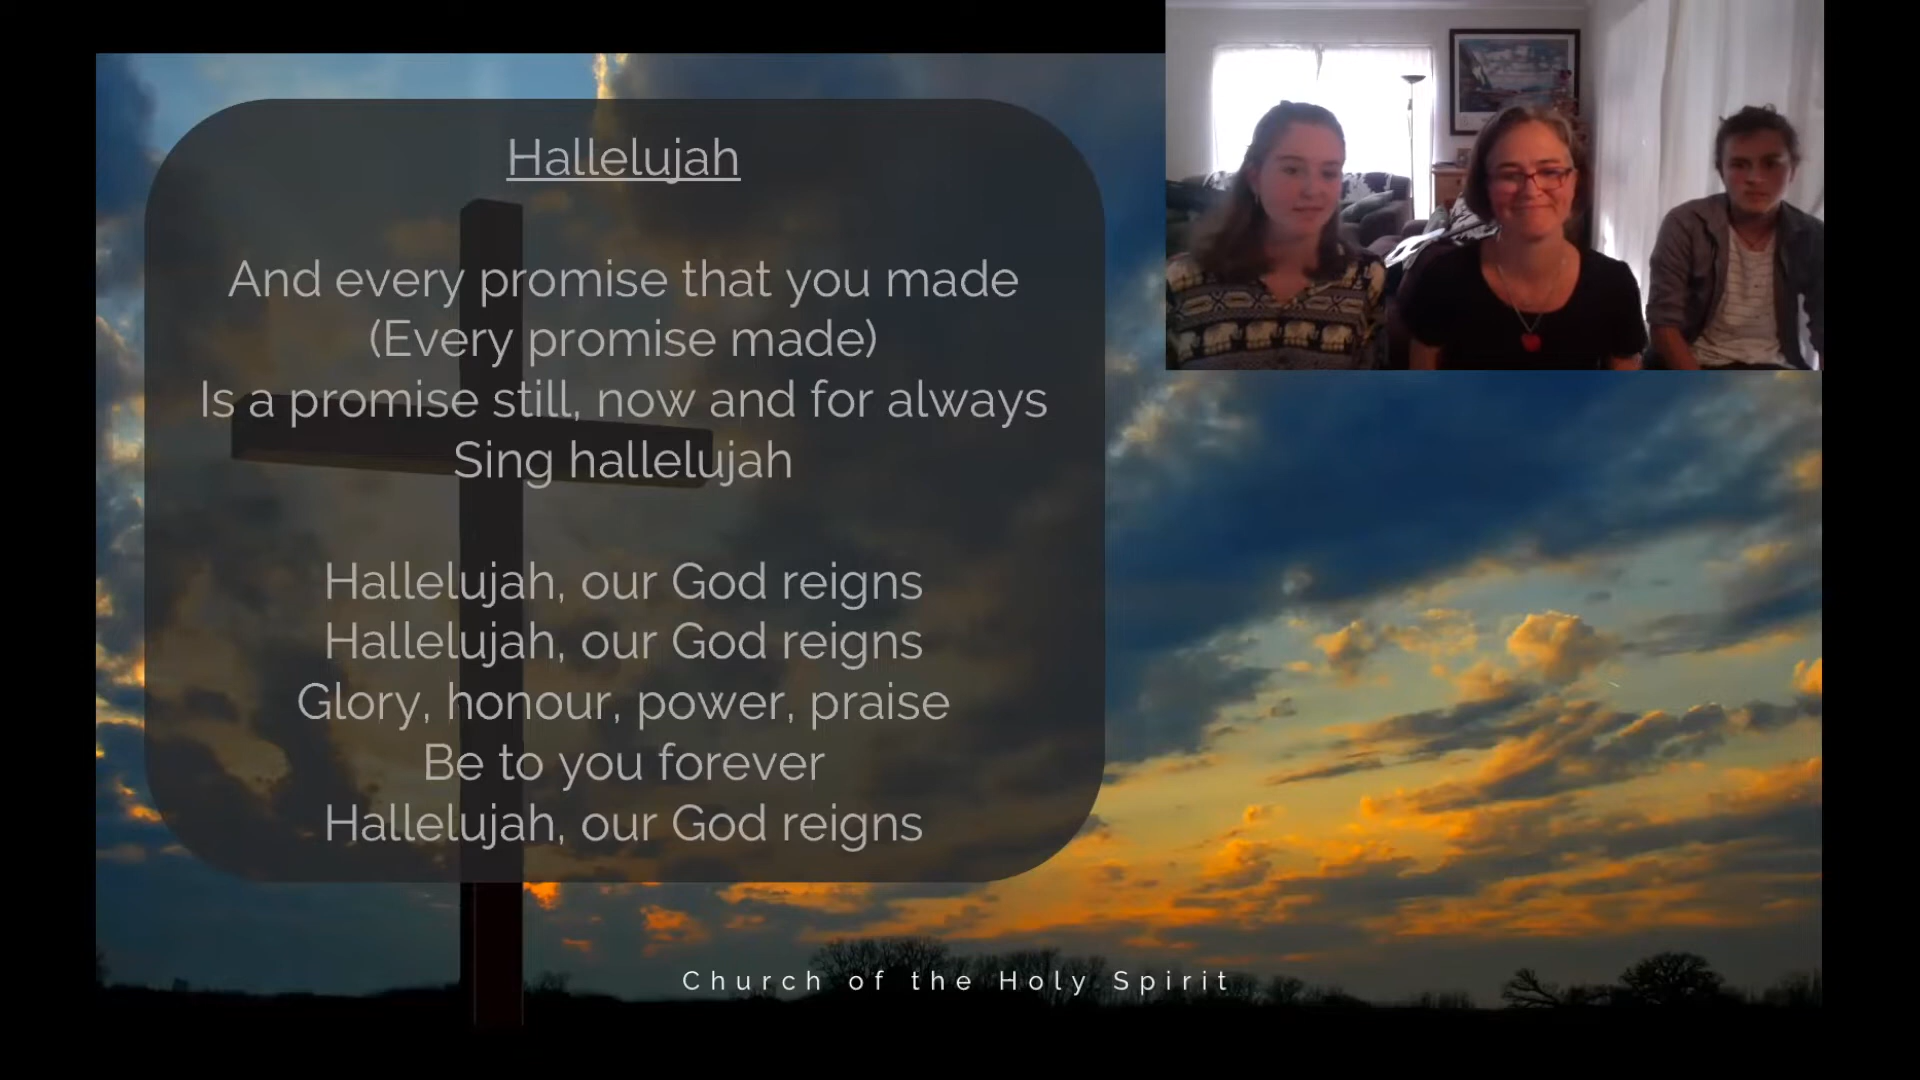 Hallelujah
And every promise that you made
(Every promise made)
Is a promise still, now and for always
Sing hallelujah
Hallelujah, our God reigns
Hallelujah, our God reigns
Glory, honour, power, praise
Be to you forever
Hallelujah, our God reigns
Church of the Holy Spirit